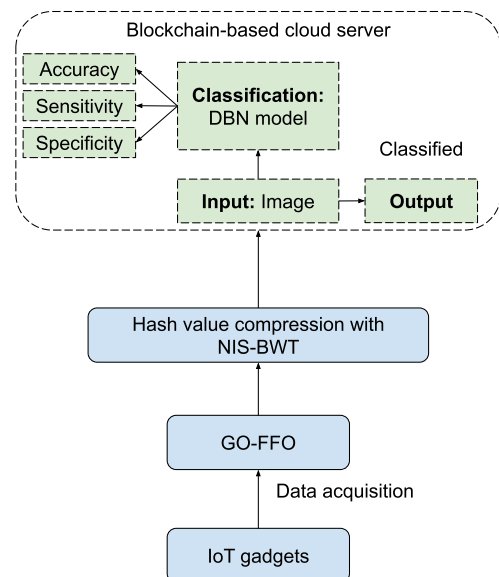 Blockchain-based cloud server
Accuracy
Sensitivity
Specificity
Classification:
DBN model
Classified
Input: Image
Output
Hash value compression with
NIS-BWT
GO-FFO
Data acquisition
IoT gadgets